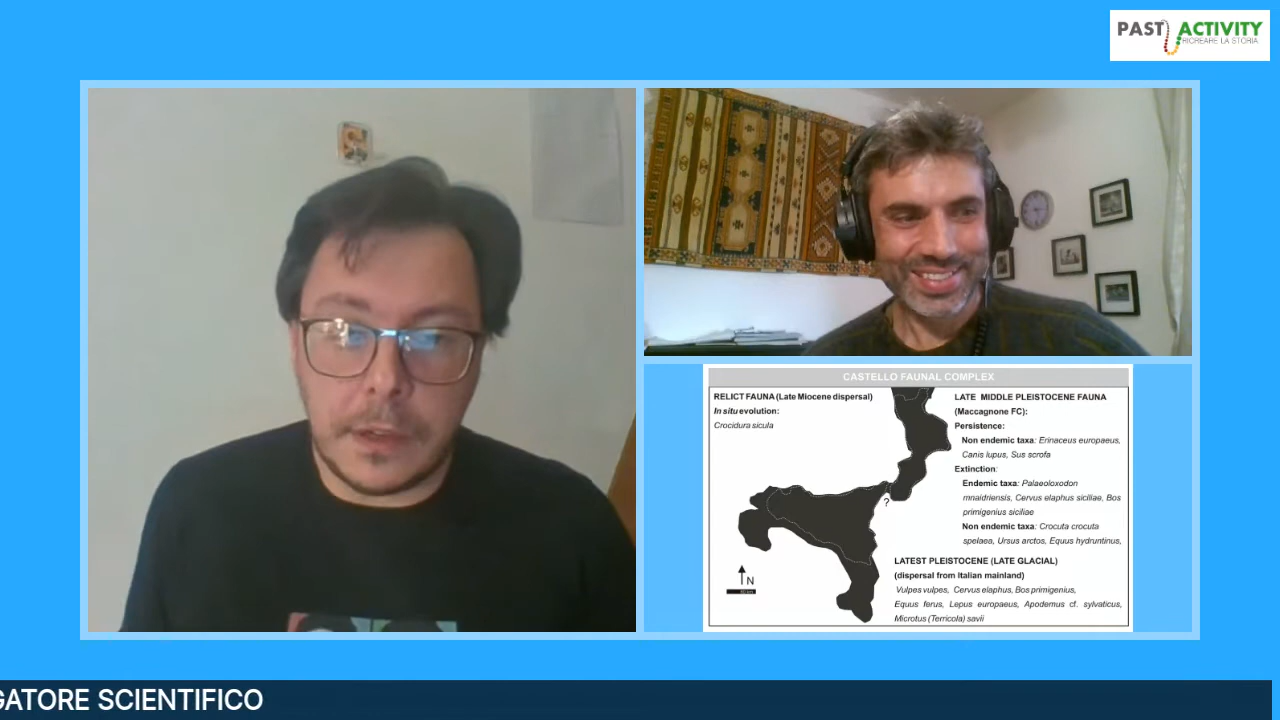 PAST ACTIVITY
RICREARE LA STORIA
CASTELLO FAUNAL COMPLEX
RELICT FAUNA (Late Miocene dispersal)
In situ evolution:
Crocidura sicula
LATE MIDDLE PLEISTOCENE FAUNA
(Maccagnone FC):
Persistence:
Non endemic taxa: Erinaceus europaeus,
Canis lupus, Sus scrofa
Extinction:
Endemic taxa: Palaeoloxodon
mnaidriensis, Cervus elaphus siciliae, Bos
primigenius siciliae
Non endemic taxa: Crocuta crocuta
spelaea, Ursus arctos, Equus hydruntinus,
?
N
LATEST PLEISTOCENE (LATE GLACIAL)
(dispersal from Italian mainland)
Vulpes vulpes, Cervus elaphus, Bos primigenius,
Equus ferus, Lepus europaeus, Apodemus cf. sylvaticus,
Microtus (Terricola) savii
GATORE SCIENTIFICO